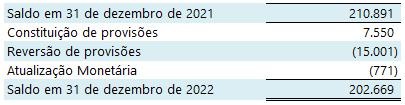 Saldo em 31 de dezembro de 2021 210.891
Constituição de provisões 7.550
Reversão de provisões (15.001)
Atualização Monetária (771)
Saldo em 31 de dezembro de 2022 202.669